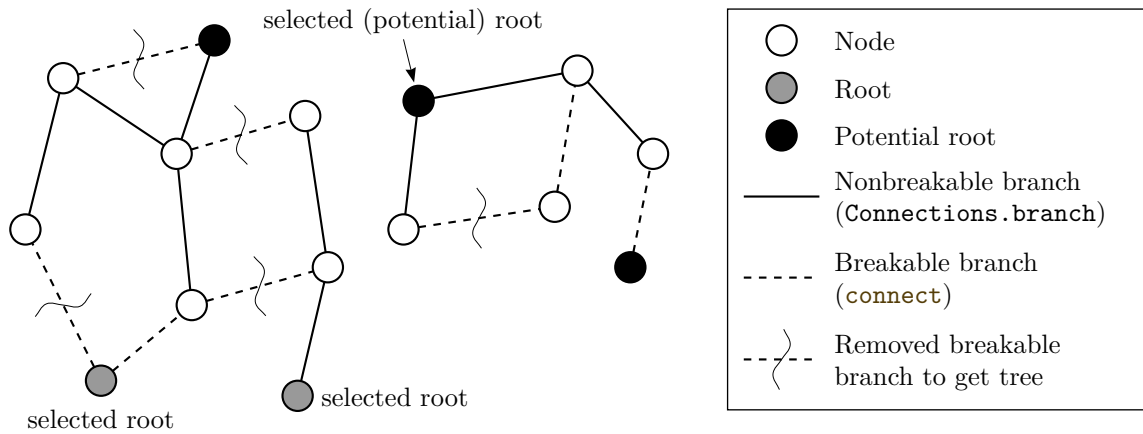 selected (potential) root
selected root
selected root
Node
Root
Potential root
Nonbreakable branch
(Connections.branch)
Breakable branch
(connect)
Removed breakable
branch to get tree